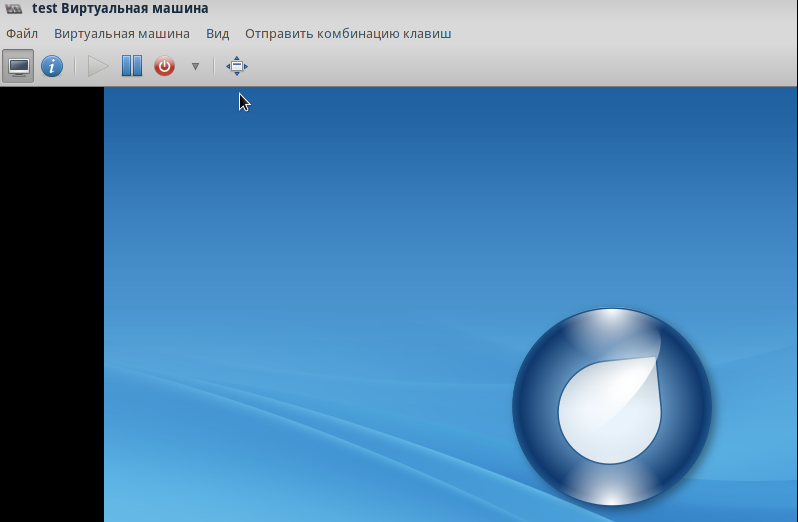 test Виртуальная машина
Файл Виртуальная машина Вид Отправить комбинацию клавиш